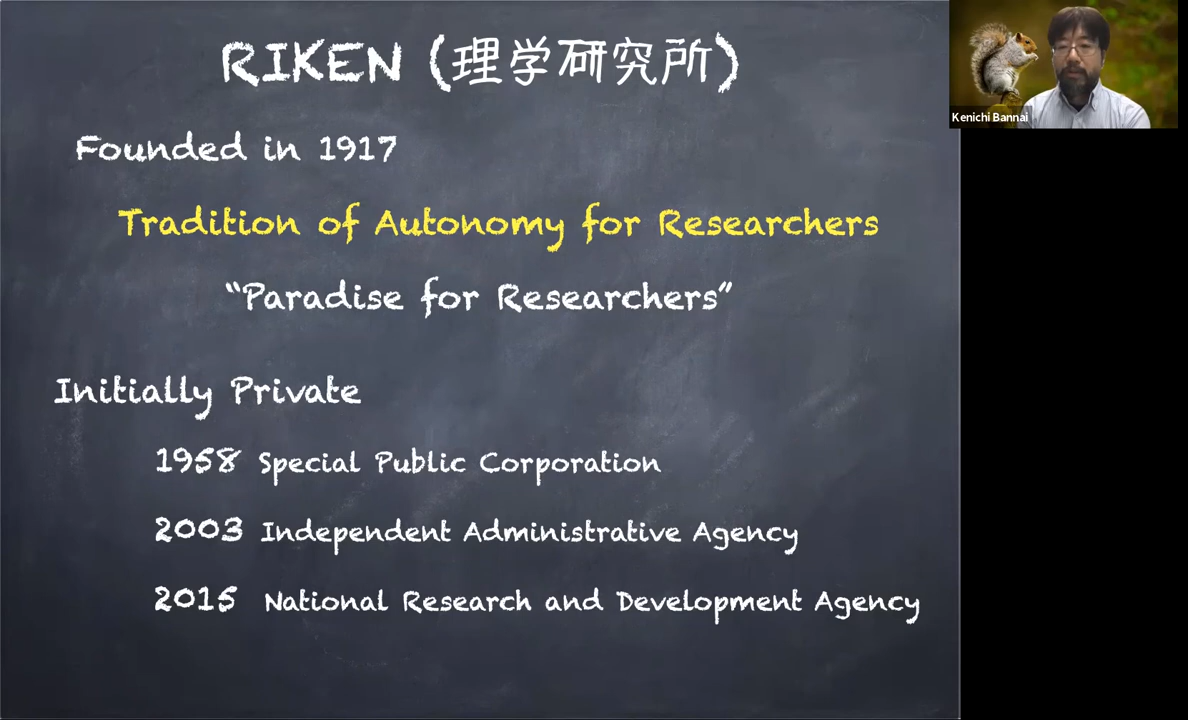 RIKEN (理学研究所)
Founded in 1917
Tradition of Autonomy for Researchers
“Paradise for Researchers”
Initially Private
1958 Special Public Corporation
2003 Independent Administrative Agency
2015 National Research and Development Agency
Kenichi Bannai